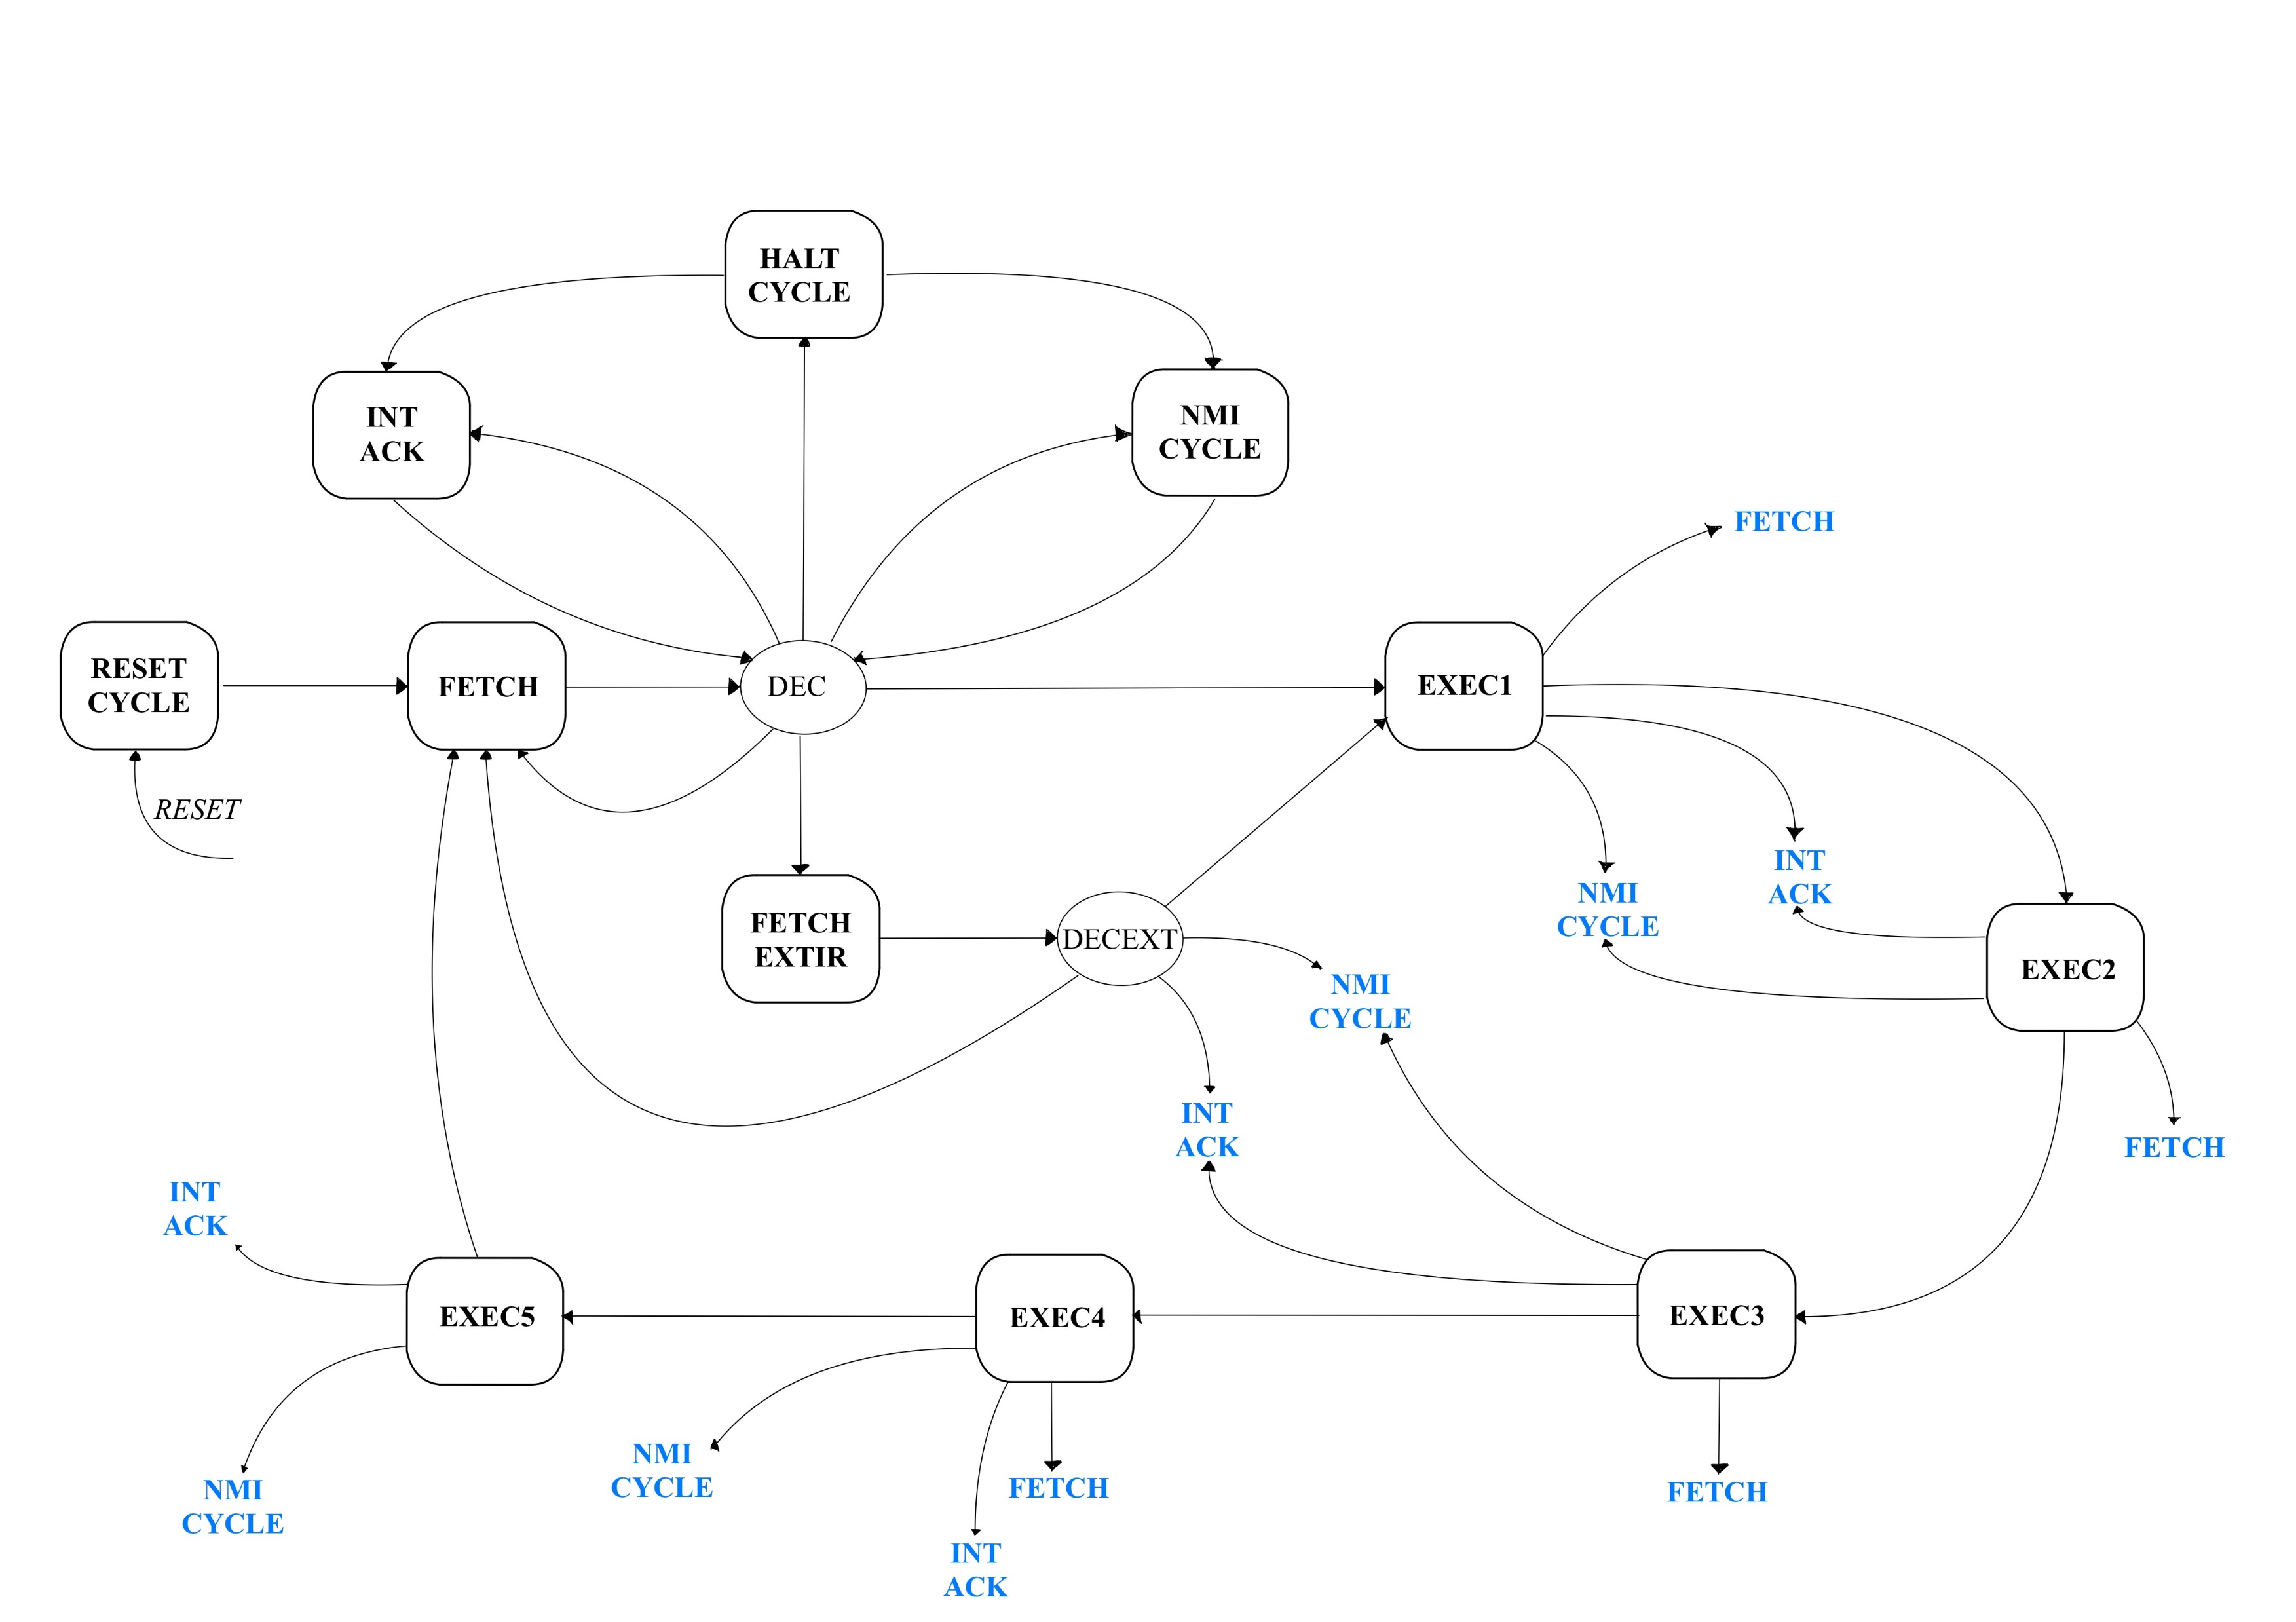 HALT
CYCLE
INT
ACK
NMI
CYCLE
FETCH
RESET
CYCLE
FETCH
DEC
EXEC1
RESET
INT
ACK
NMI
CYCLE
FETCH
EXTIR
DECEXT
EXEC2
NMI
CYCLE
INT
ACK
FETCH
INT
ACK
EXEC5
EXEC4
EXEC3
NMI
CYCLE
NMI
CYCLE
FETCH
FETCH
INT
ACK